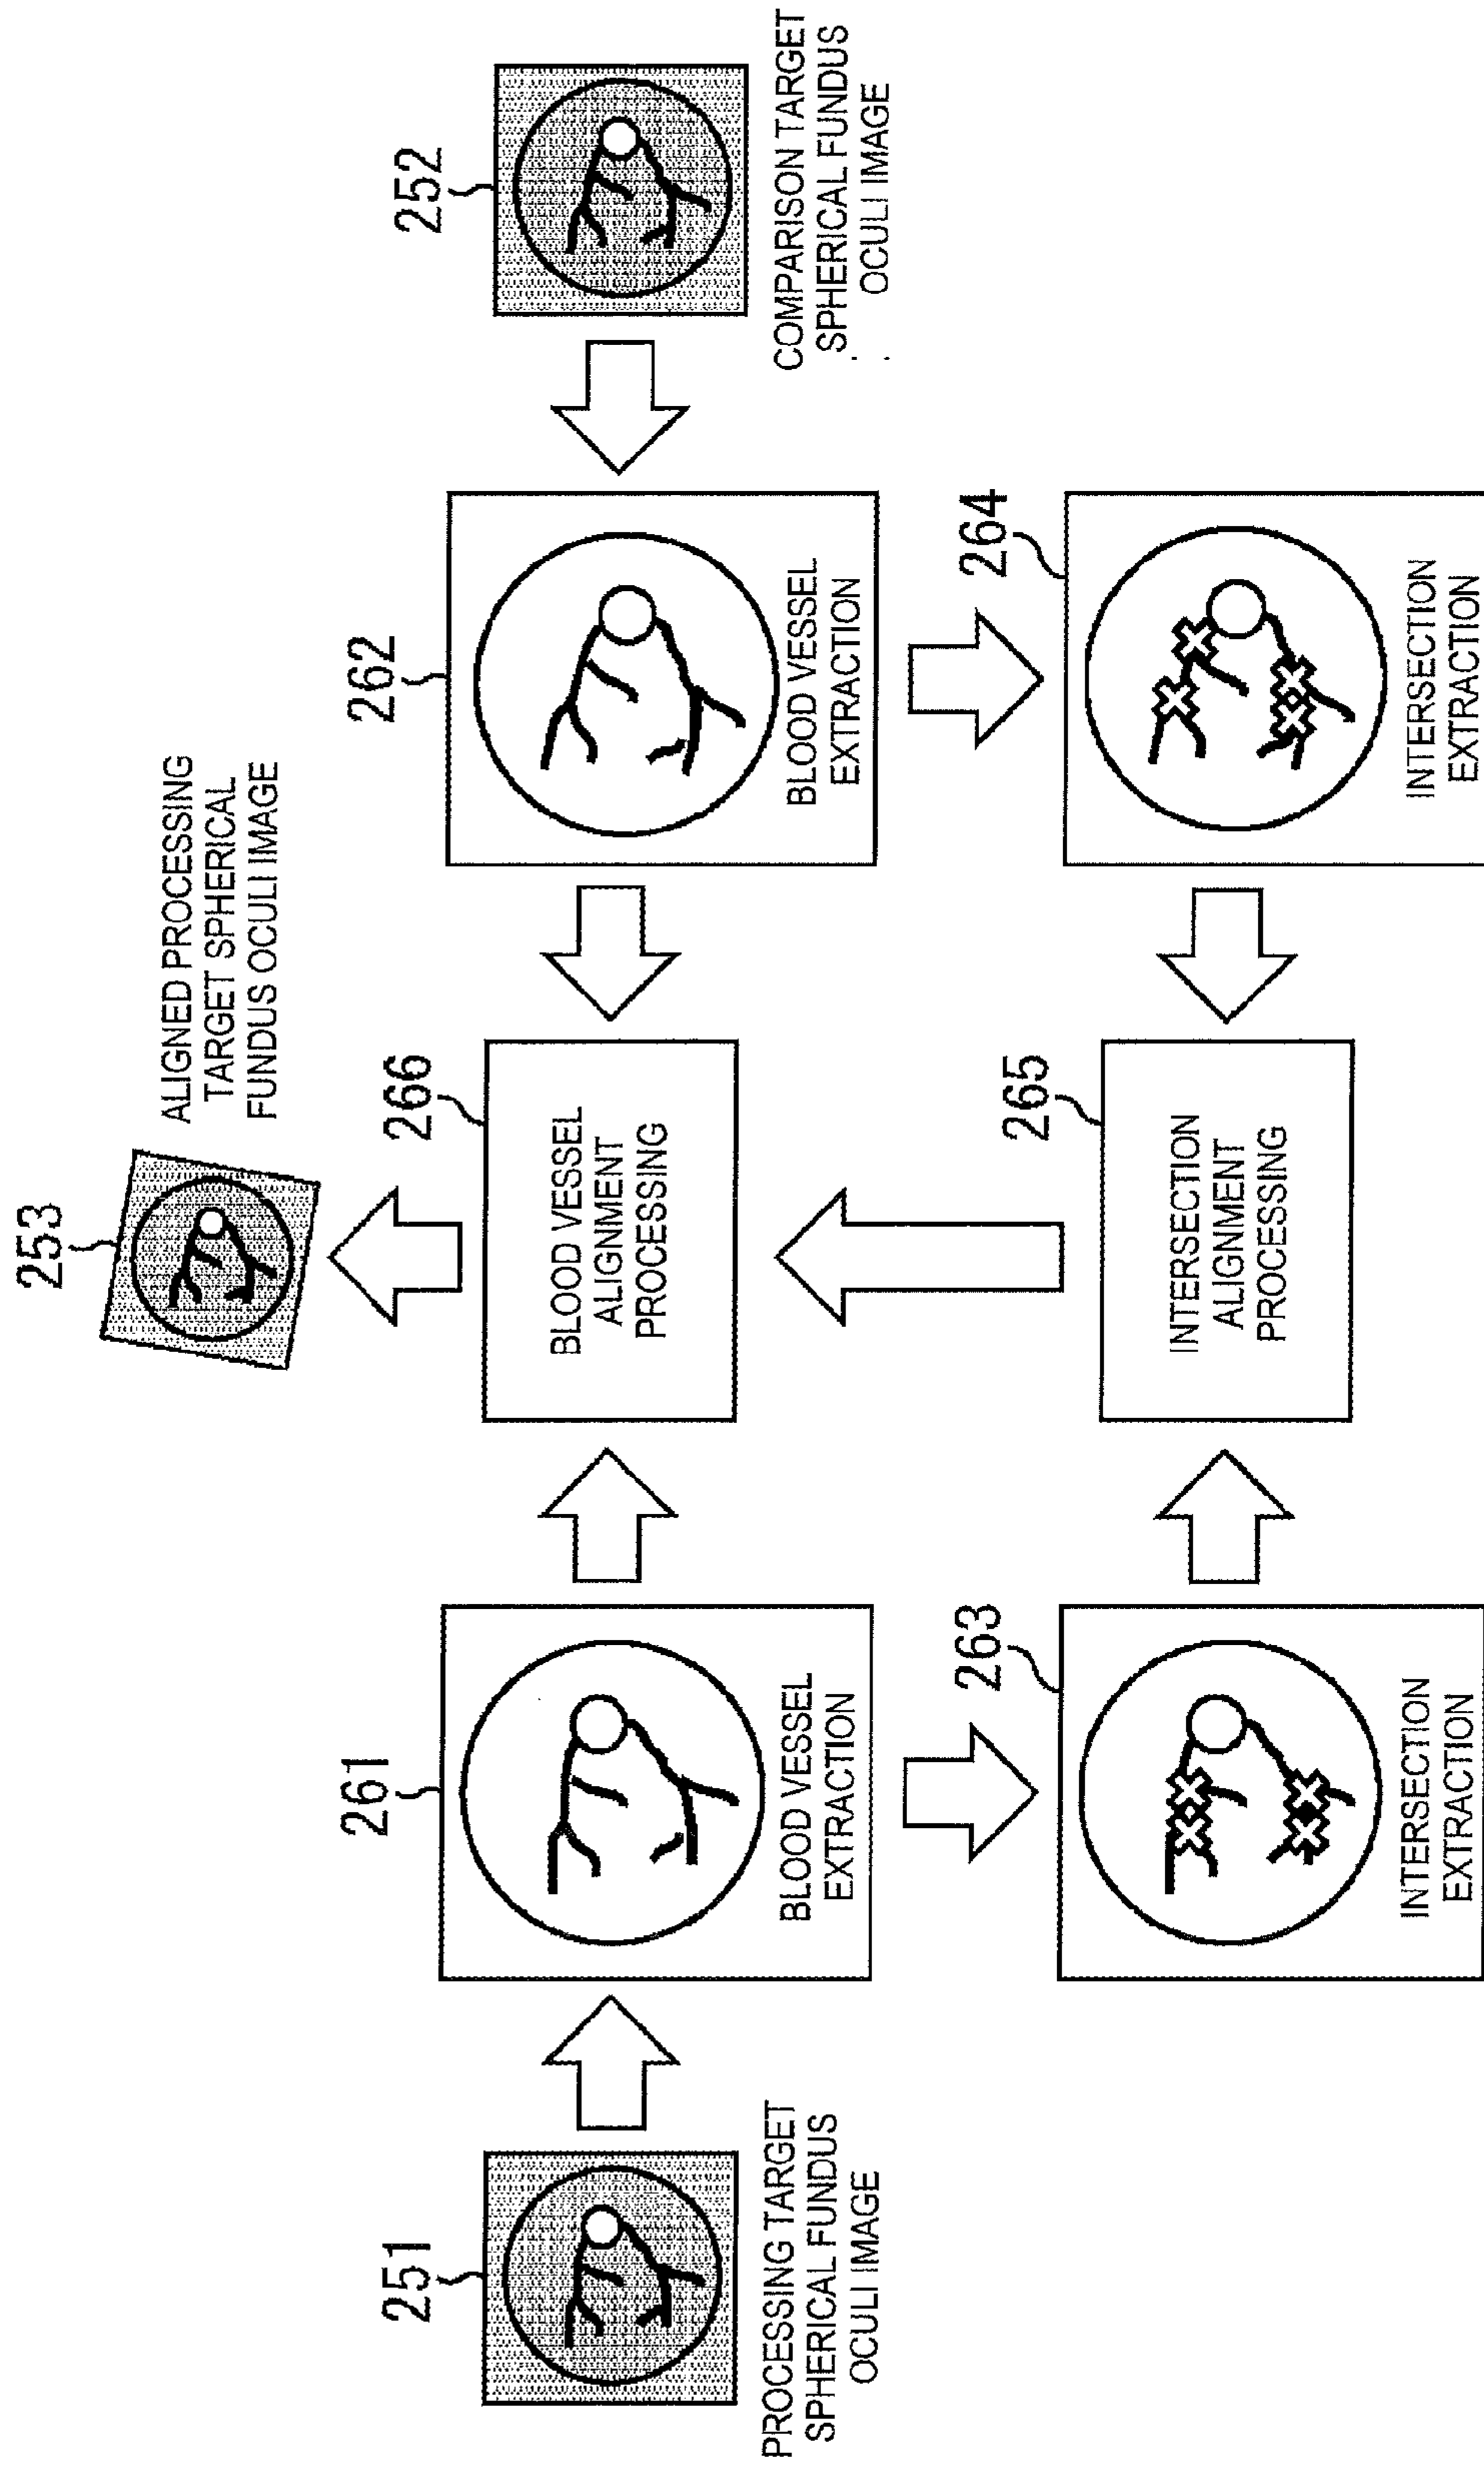 253
ALIGNED PROCESSING
TARGET SPHERICAL
FUNDUS OCULI IMAGE
251
PROCESSING TARGET
SPHERICAL FUNDUS
OCULI IMAGE
261
BLOOD VESSEL
EXTRACTION
266
BLOOD VESSEL
ALIGNMENT
PROCESSING
262
BLOOD VESSEL
EXTRACTION
252
COMPARISON TARGET
SPHERICAL FUNDUS
OCULI IMAGE
263
INTERSECTION
EXTRACTION
265
INTERSECTION
ALIGNMENT
PROCESSING
264
INTERSECTION
EXTRACTION